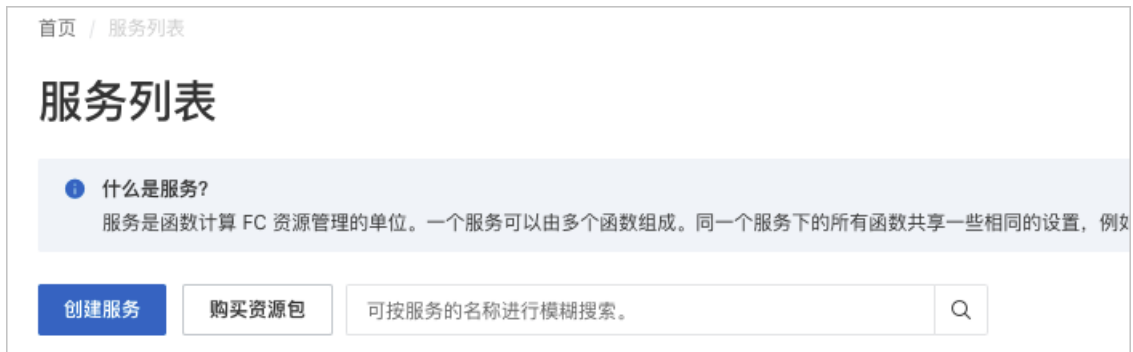 首页 / 服务列表
服务列表
什么是服务?
服务是函数计算 FC 资源管理的单位。一个服务可以由多个函数组成。同一个服务下的所有函数共享一些相同的设置，例如
创建服务 购买资源包 可按服务的名称进行模糊搜索。